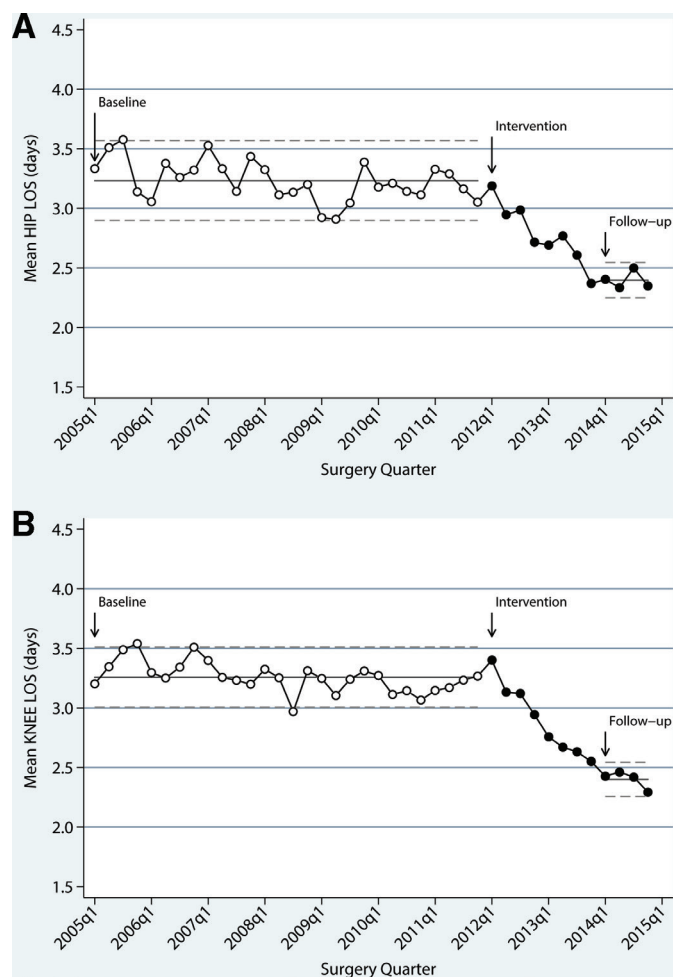 A
4.5
Baseline
4.0
Intervention
3.5
3.0
Follow-up
2.5
2.0
1.5
Mean HIP LOS (days)
2005q1 2006q1 2007q1 2008q1 2009q1 2010q1 2011q1 2012q1 2013q1 2014q1 2015q1
Surgery Quarter
B
4.5
4.0
Baseline
Intervention
3.5
3.0
Follow-up
2.5
2.0
1.5
Mean KNEE LOS (days)
2005q1 2006q1 2007q1 2008q1 2009q1 2010q1 2011q1 2012q1 2013q1 2014q1 2015q1
Surgery Quarter